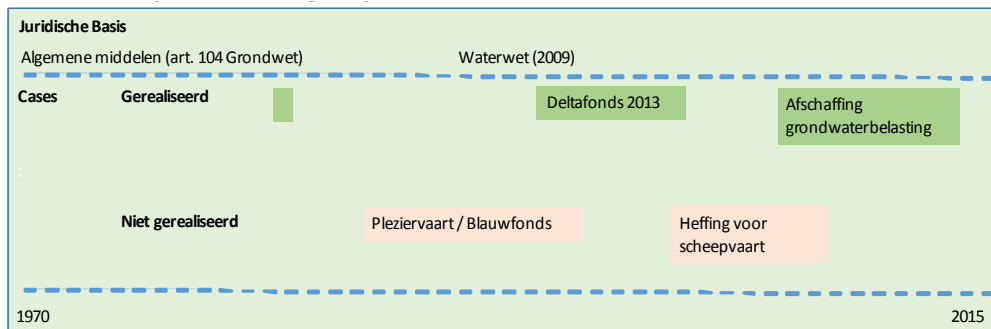 Juridische Basis
Algemene middelen (art. 104 Grondwet) Waterwet (2009)
Cases Gerealiseerd Deltafonds 2013 Afschaffing
grondwaterbelasting
:
Niet gerealiseerd Pleziervaart / Blauwfonds Heffing voor
scheepvaart
1970 2015